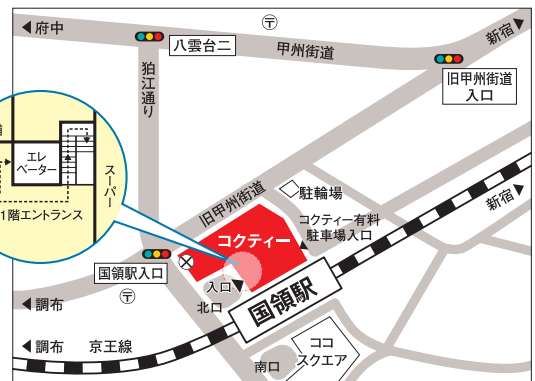 府中
〒
新宿
八雲台二
甲州街道
旧甲州街道
入口
狛江通り
エレ
ベーター
スーパー
1階エントランス
旧甲州街道
駐輪場
コクティー有料
駐車場入口
新宿
コクティー
国領駅入口
〒
入口
北口
国領駅
調布
調布
京王線
ココ
スクエア
南口